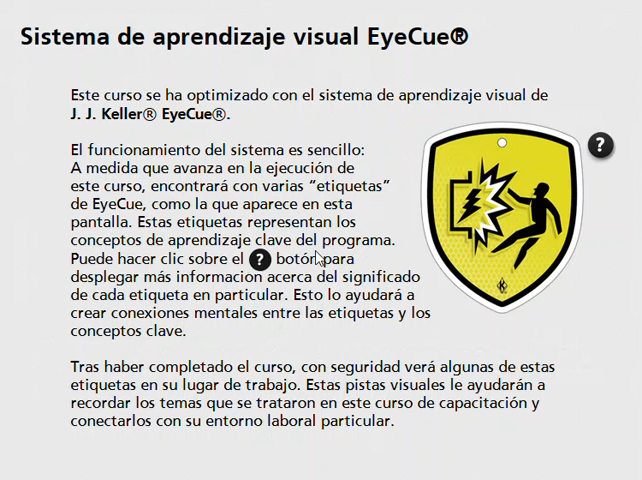 Sistema de aprendizaje visual EyeCue®
Este curso se ha optimizado con el sistema de aprendizaje visual de
J. J. Keller® EyeCue®.
El funcionamiento del sistema es sencillo:
A medida que avanza en la ejecución de
este curso, encontrará con varias “etiquetas”
de EyeCue, como la que aparece en esta
pantalla. Estas etiquetas representan los
conceptos de aprendizaje clave del programa.
Puede hacer clic sobre el ? botón para
desplegar más informacion acerca del significado
de cada etiqueta en particular. Esto lo ayudará a
crear conexiones mentales entre las etiquetas y los
conceptos clave.
Tras haber completado el curso, con seguridad verá algunas de estas
etiquetas en su lugar de trabajo. Estas pistas visuales le ayudarán a
recordar los temas que se trataron en este curso de capacitación y
conectarlos con su entorno laboral particular.
?